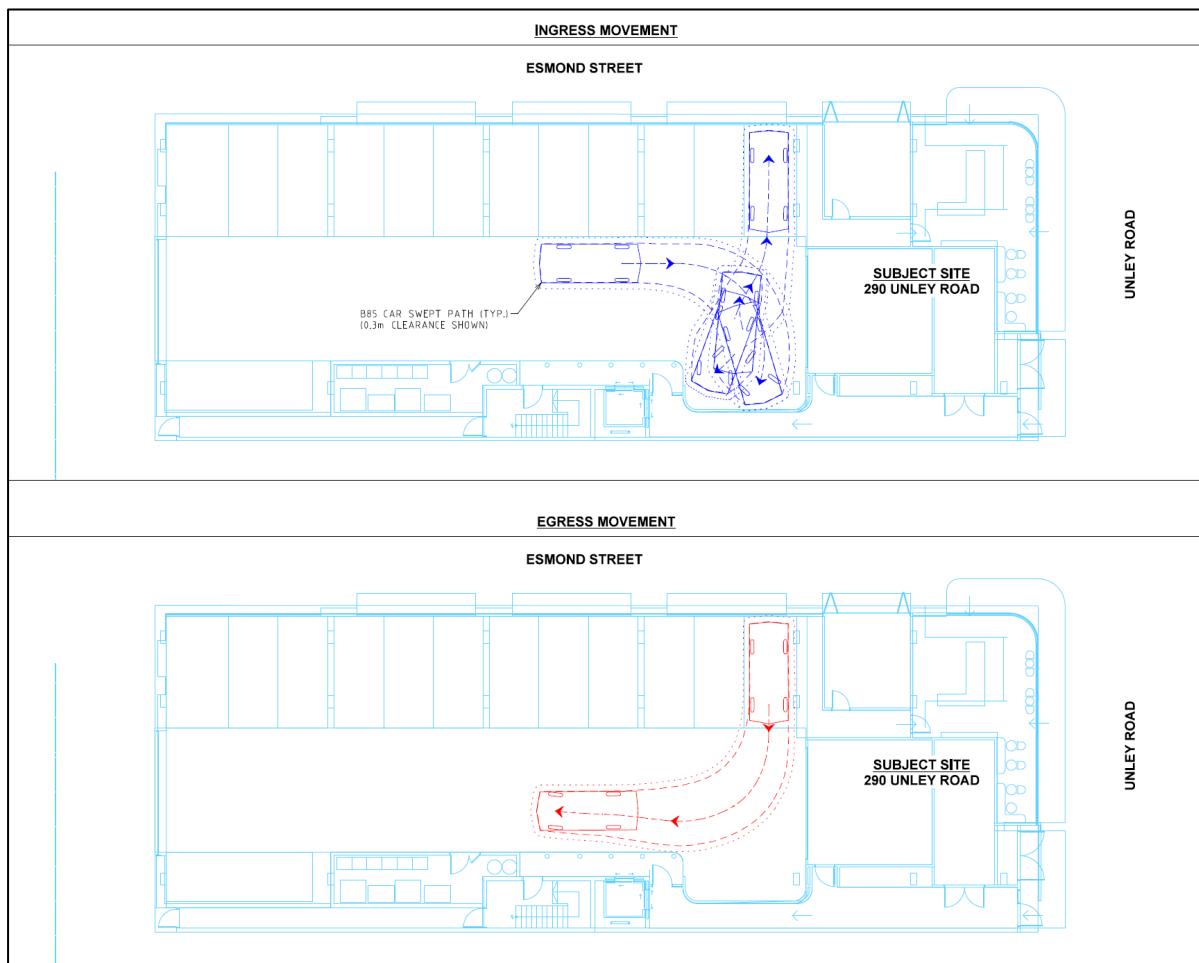 INGRESS MOVEMENT
ESMOND STREET
B85 CAR SWEPT PATH (TYP.)
(0.3m CLEARANCE SHOWN)
SUBJECT SITE
290 UNLEY ROAD
UNLEY ROAD
EGRESS MOVEMENT
ESMOND STREET
SUBJECT SITE
290 UNLEY ROAD
UNLEY ROAD